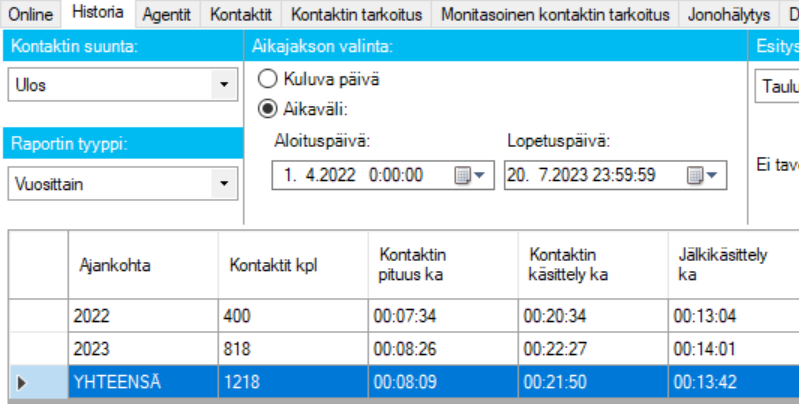 Online Historia Agentit Kontaktit Kontaktin tarkoitus Monitasoinen kontaktin tarkoitus Jonohälytys D
Kontaktin suunta: Aikajakson valinta: Esitys
Ulos Kuluva päivä Taulu
Aikaväli:
Raportin tyyppi: Aloituspäivä: Lopetuspäivä:
Vuosittain 1. 4.2022 0:00:00 20. 7.2023 23:59:59 Ei tav
Ajankohta Kontaktit kpl Kontaktin pituus ka Kontaktin käsittely ka Jälkikäsittely ka
2022 400 00:07:34 00:20:34 00:13:04
2023 818 00:08:26 00:22:27 00:14:01
YHTEENSÄ 1218 00:08:09 00:21:50 00:13:42